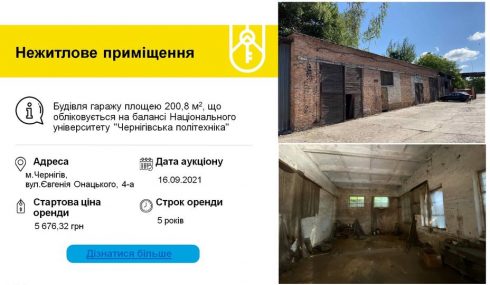 Нежитлове приміщення
Будівля гаражу площею 200,8 м², що
обліковується на балансі Національного
університету "Чернігівська політехніка"
Адреса
м.Чернігів,
вул.Євгенія Онацького, 4-а
Дата аукціону
16.09.2021
Стартова ціна
оренди
5 676,32 грн
Строк оренди
5 років
Дізнатися більше